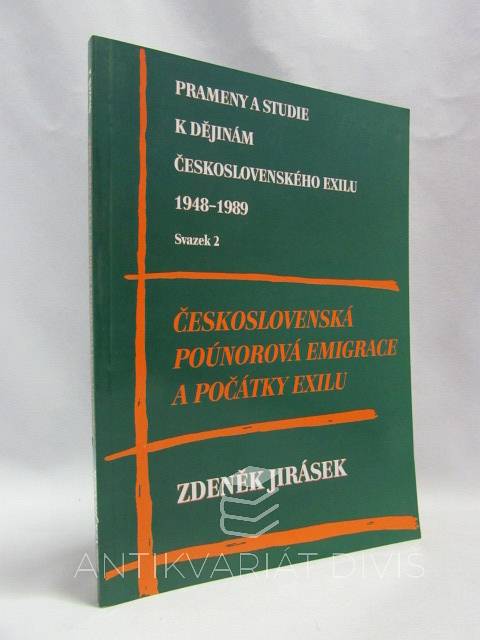 PRAMENY A STUDIE
K DĚJINÁM
ČESKOSLOVENSKÉHO EXILU
1948–1989
Svazek 2
ČESKOSLOVENSKÁ
POÚNOROVÁ EMIGRACE
A POČÁTKY EXILU
ZDENĚK JIRÁSEK
ANTIKVARIÁT DIVIŠ